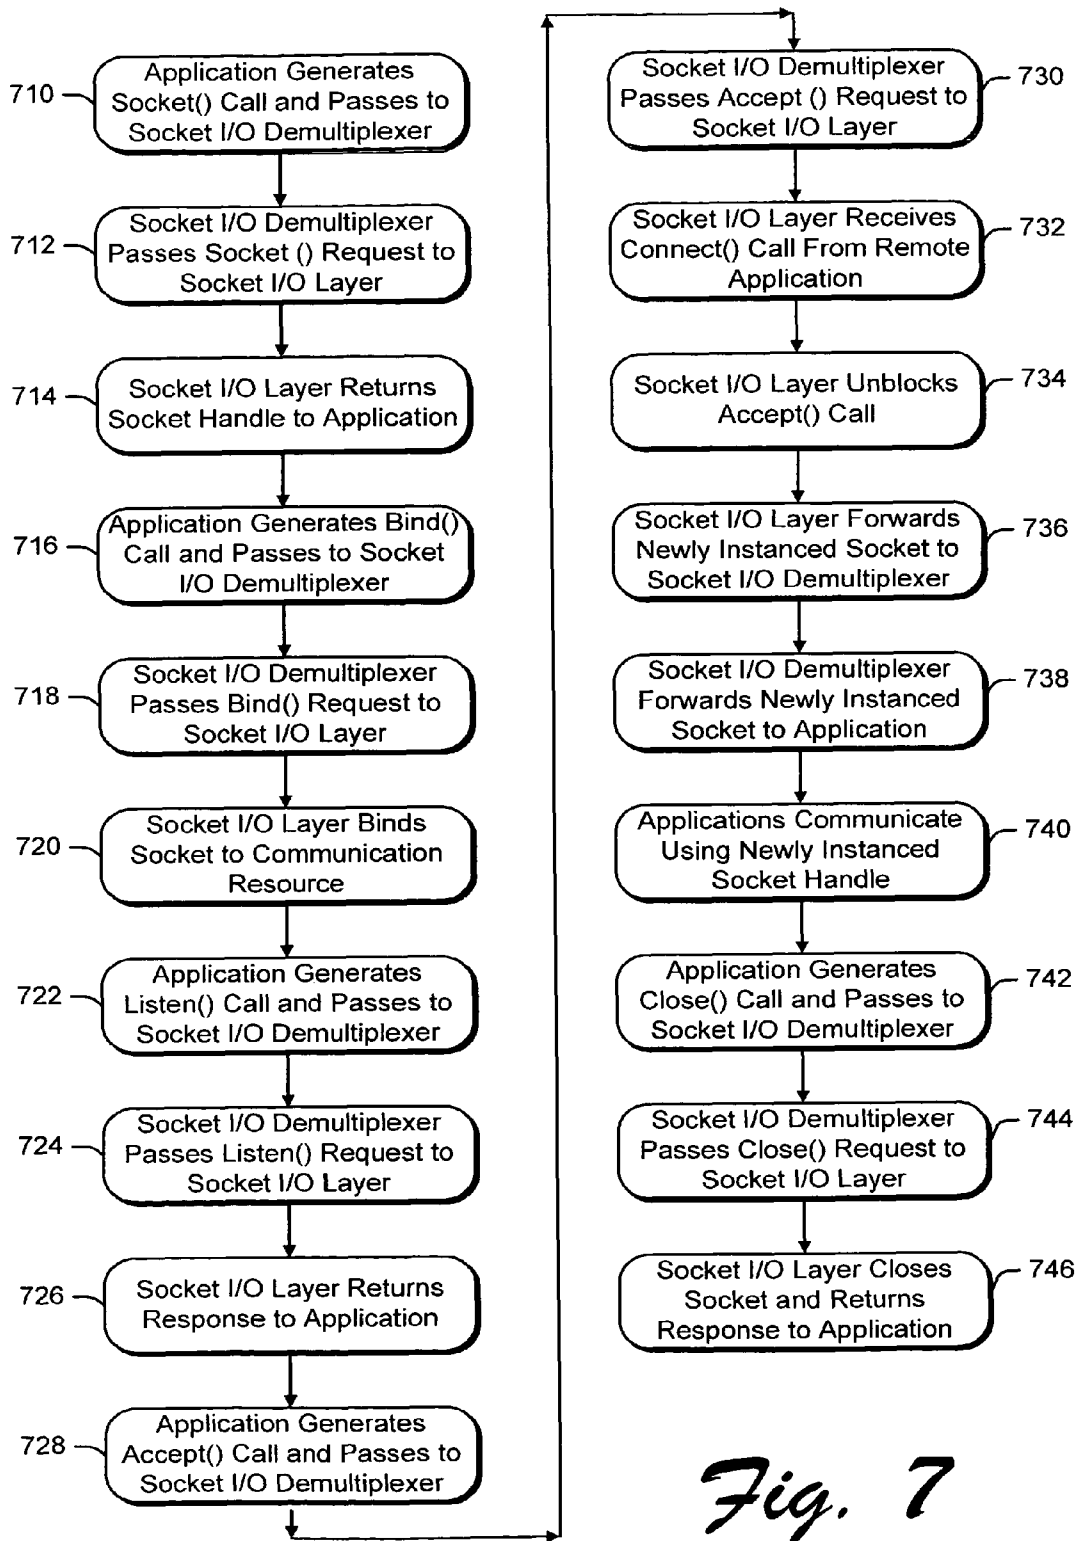 710
Application Generates
Socket() Call and Passes to
Socket I/O Demultiplexer
712
Socket I/O Demultiplexer
Passes Socket () Request to
Socket I/O Layer
714
Socket I/O Layer Returns
Socket Handle to Application
716
Application Generates Bind()
Call and Passes to Socket
I/O Demultiplexer
718
Socket I/O Demultiplexer
Passes Bind() Request to
Socket I/O Layer
720
Socket I/O Layer Binds
Socket to Communication
Resource
722
Application Generates
Listen() Call and Passes to
Socket I/O Demultiplexer
724
Socket I/O Demultiplexer
Passes Listen() Request to
Socket I/O Layer
726
Socket I/O Layer Returns
Response to Application
728
Application Generates
Accept() Call and Passes to
Socket I/O Demultiplexer
Socket I/O Demultiplexer
Passes Accept () Request to
Socket I/O Layer
730
Socket I/O Layer Receives
Connect() Call From Remote
Application
732
Socket I/O Layer Unblocks
Accept() Call
734
Socket I/O Layer Forwards
Newly Instanced Socket to
Socket I/O Demultiplexer
736
Socket I/O Demultiplexer
Forwards Newly Instanced
Socket to Application
738
Applications Communicate
Using Newly Instanced
Socket Handle
740
Application Generates
Close() Call and Passes to
Socket I/O Demultiplexer
742
Socket I/O Demultiplexer
Passes Close() Request to
Socket I/O Layer
744
Socket I/O Layer Closes
Socket and Returns
Response to Application
746
Fig. 7